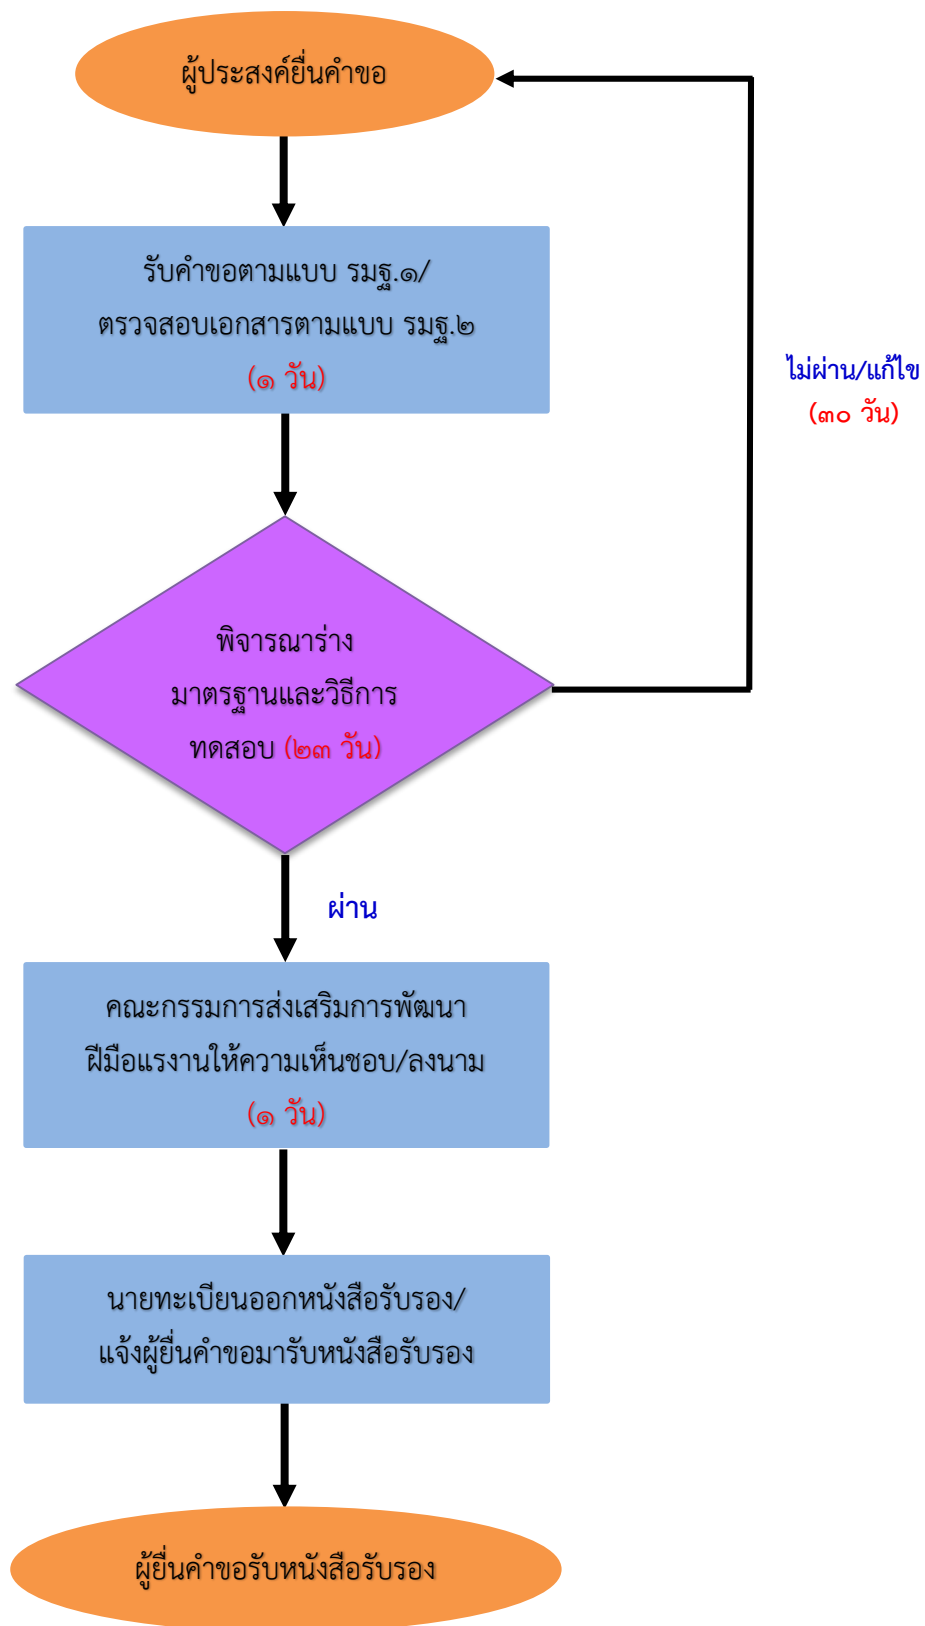 ผู้ประสงค์ยื่นคำขอ
รับคำขอตามแบบ รมฐ.๑/
ตรวจสอบเอกสารตามแบบ รมฐ.๒
(๑ วัน)
ไม่ผ่าน/แก้ไข
(๓๐ วัน)
พิจารณาร่าง
มาตรฐานและวิธีการ
ทดสอบ (๒๓ วัน)
ผ่าน
คณะกรรมการส่งเสริมการพัฒนา
ฝีมือแรงานให้ความเห็นชอบ/ลงนาม
(๑ วัน)
นายทะเบียนออกหนังสือรับรอง/
แจ้งผู้ยื่นคำขอมารับหนังสือรับรอง
ผู้ยื่นคำขอรับหนังสือรับรอง